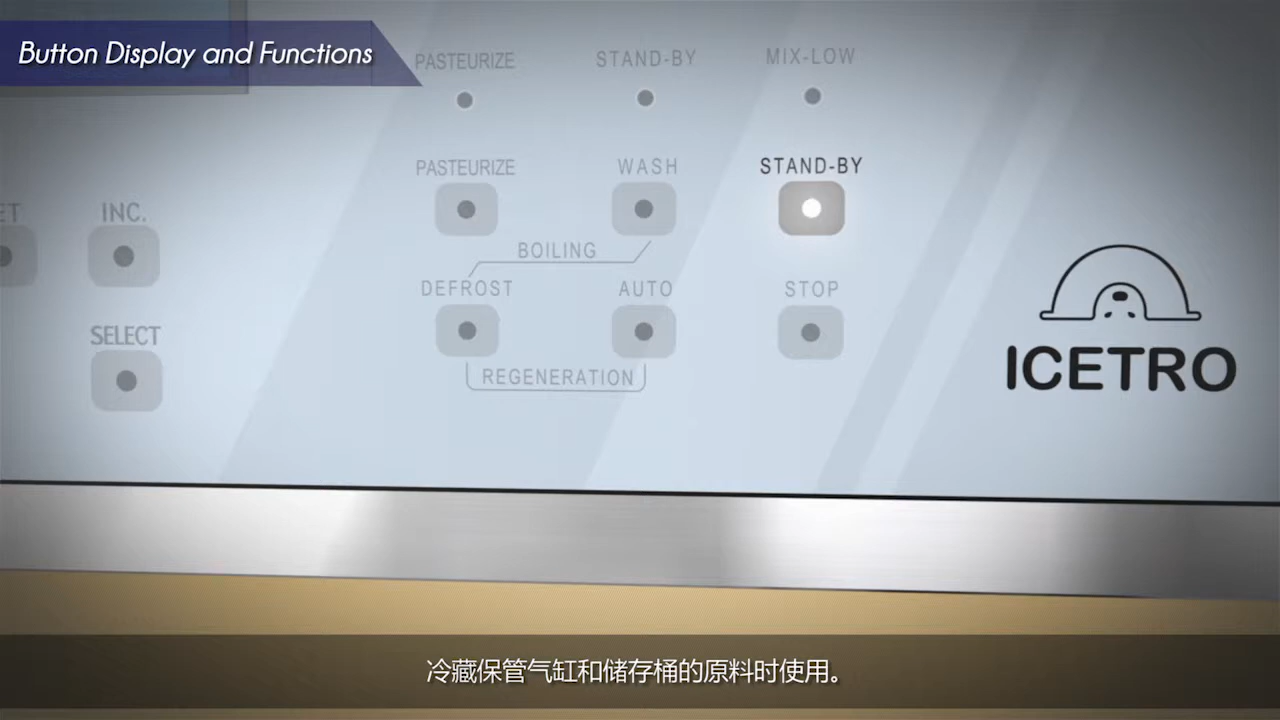 Button Display and Functions
PASTEURIZE STAND-BY MIX-LOW
PASTEURIZE WASH STAND-BY
ET INC.
BOILING
DEFROST AUTO STOP
SELECT
REGENERATION
ICETRO
冷藏保管气缸和储存桶的原料时使用。